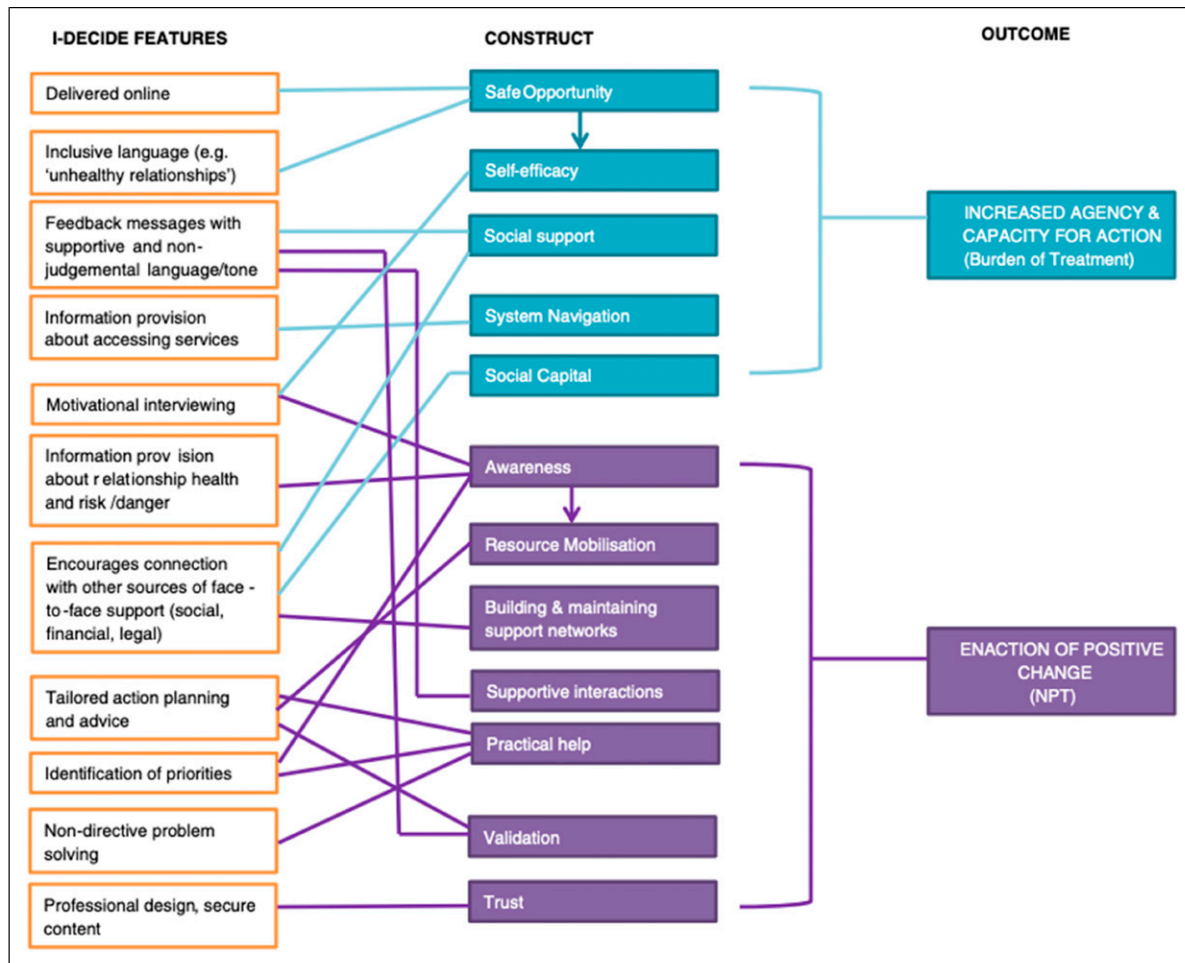 I-DECIDE FEATURES
CONSTRUCT
OUTCOME
Delivered online
Inclusive language (e.g.
‘unhealthy relationships’)
Feedback messages with
supportive and non-
judgemental language/tone
Information provision
about accessing services
Motivational interviewing
Information prov ision
about relationship health
and risk /danger
Encourages connection
with other sources of face -
to -face support (social,
financial, legal)
Tailored action planning
and advice
Identification of priorities
Non-directive problem
solving
Professional design, secure
content
Safe Opportunity
Self-efficacy
Social support
System Navigation
Social Capital
Awareness
Resource Mobilisation
Building & maintaining
support networks
Supportive interactions
Practical help
Validation
Trust
INCREASED AGENCY &
CAPACITY FOR ACTION
(Burden of Treatment)
ENACTION OF POSITIVE
CHANGE
(NPT)